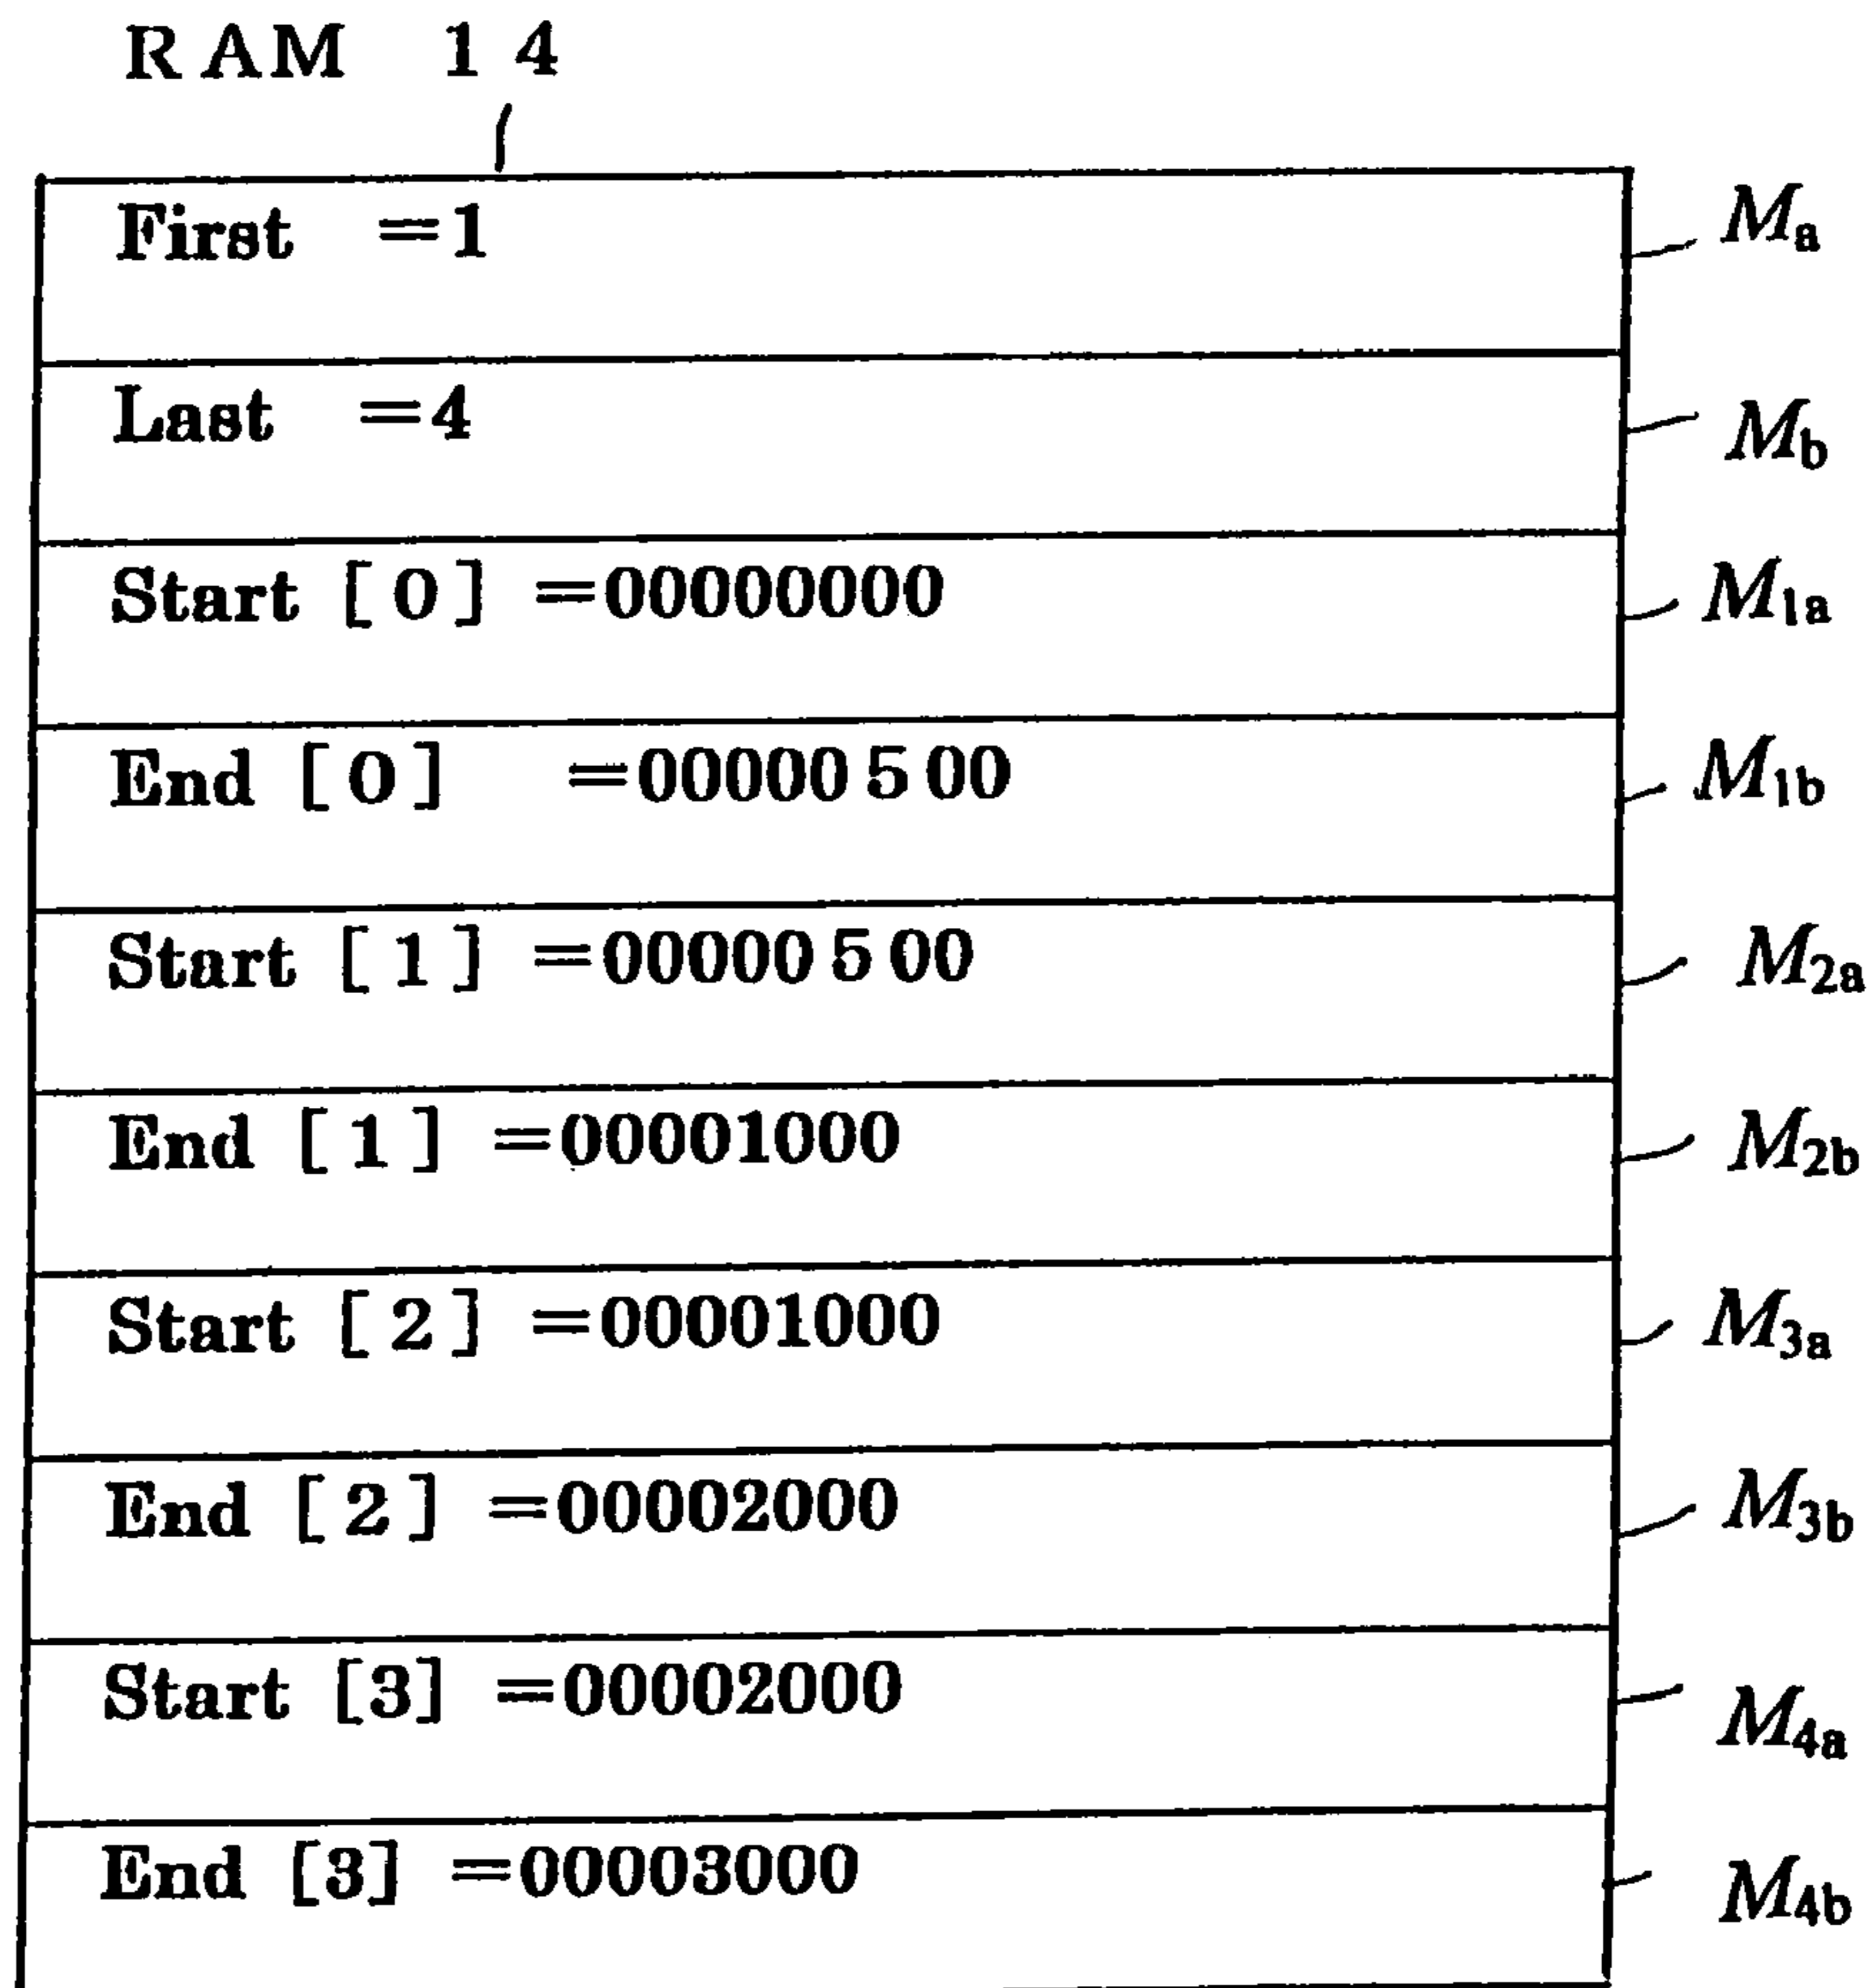 RAM 14
First =1 Ma
Last =4 Mb
Start [0] =00000000 M1a
End [0] =00000500 M1b
Start [1] =00000500 M2a
End [1] =00001000 M2b
Start [2] =00001000 M3a
End [2] =00002000 M3b
Start [3] =00002000 M4a
End [3] =00003000 M4b